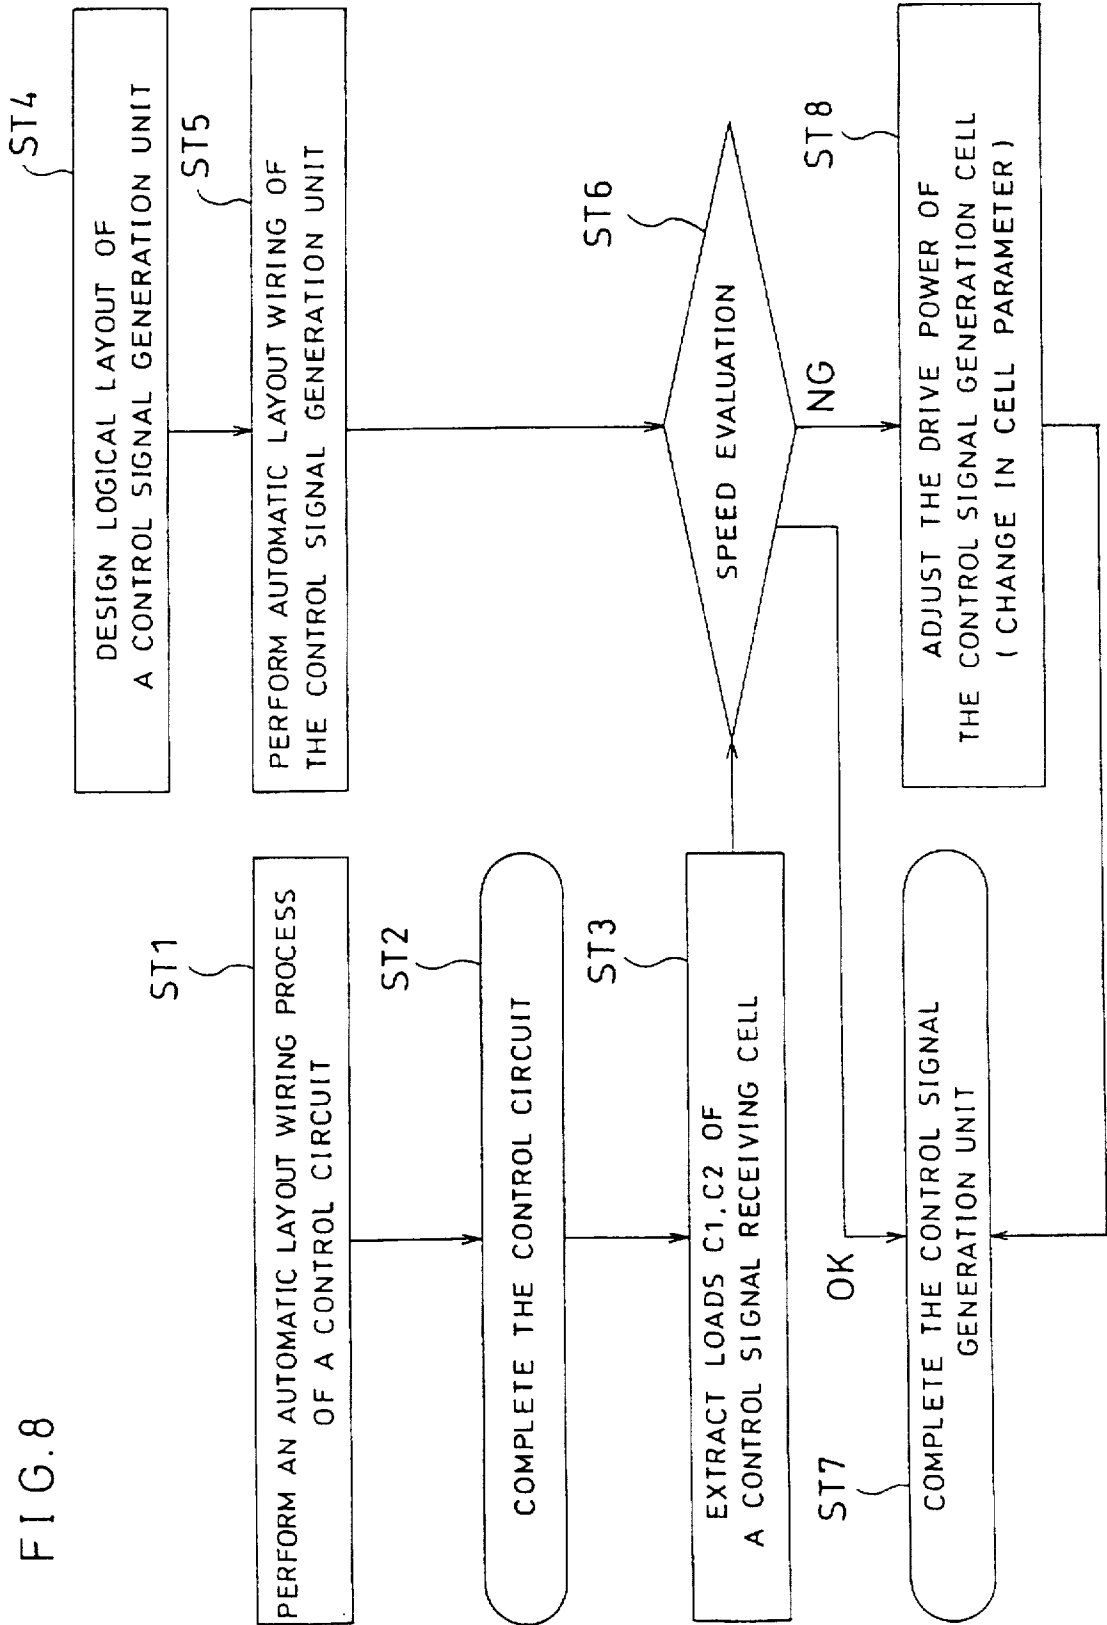 FIG.8
ST1
PERFORM AN AUTOMATIC LAYOUT WIRING PROCESS
OF A CONTROL CIRCUIT
ST2
COMPLETE THE CONTROL CIRCUIT
ST3
EXTRACT LOADS C1,C2 OF
A CONTROL SIGNAL RECEIVING CELL
ST4
DESIGN LOGICAL LAYOUT OF
A CONTROL SIGNAL GENERATION UNIT
ST5
PERFORM AUTOMATIC LAYOUT WIRING OF
THE CONTROL SIGNAL GENERATION UNIT
ST6
SPEED EVALUATION
OK
NG
ST7
COMPLETE THE CONTROL SIGNAL
GENERATION UNIT
ST8
ADJUST THE DRIVE POWER OF
THE CONTROL SIGNAL GENERATION CELL
(CHANGE IN CELL PARAMETER)